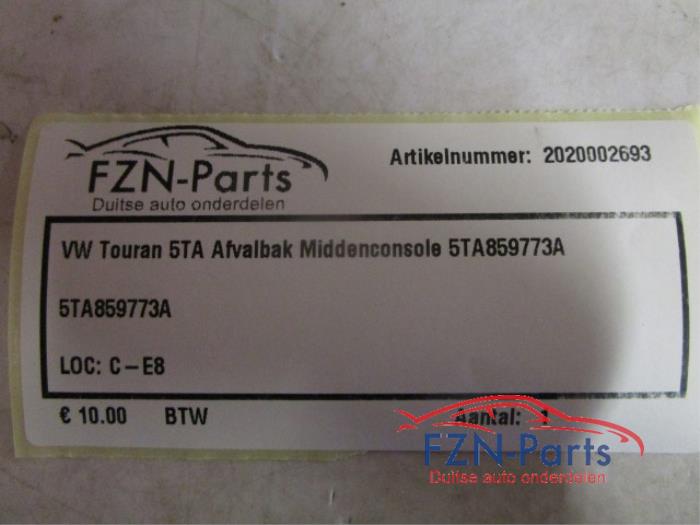 FZN-Parts
Duitse auto onderdelen
Artikelnummer: 2020002693
VW Touran 5TA Afvalbak Middenconsole 5TA859773A
5TA859773A
LOC: C-E8
€ 10.00 BTW Aantal: 1
FZN-Parts
Duitse auto onderdelen